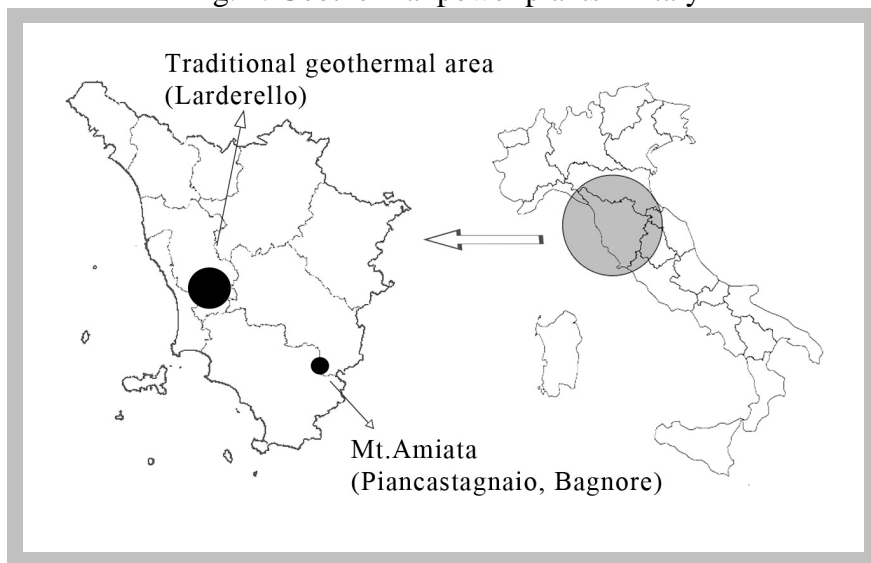 Traditional geothermal area
(Larderello)
Mt.Amiata
(Piancastagnaio, Bagnore)